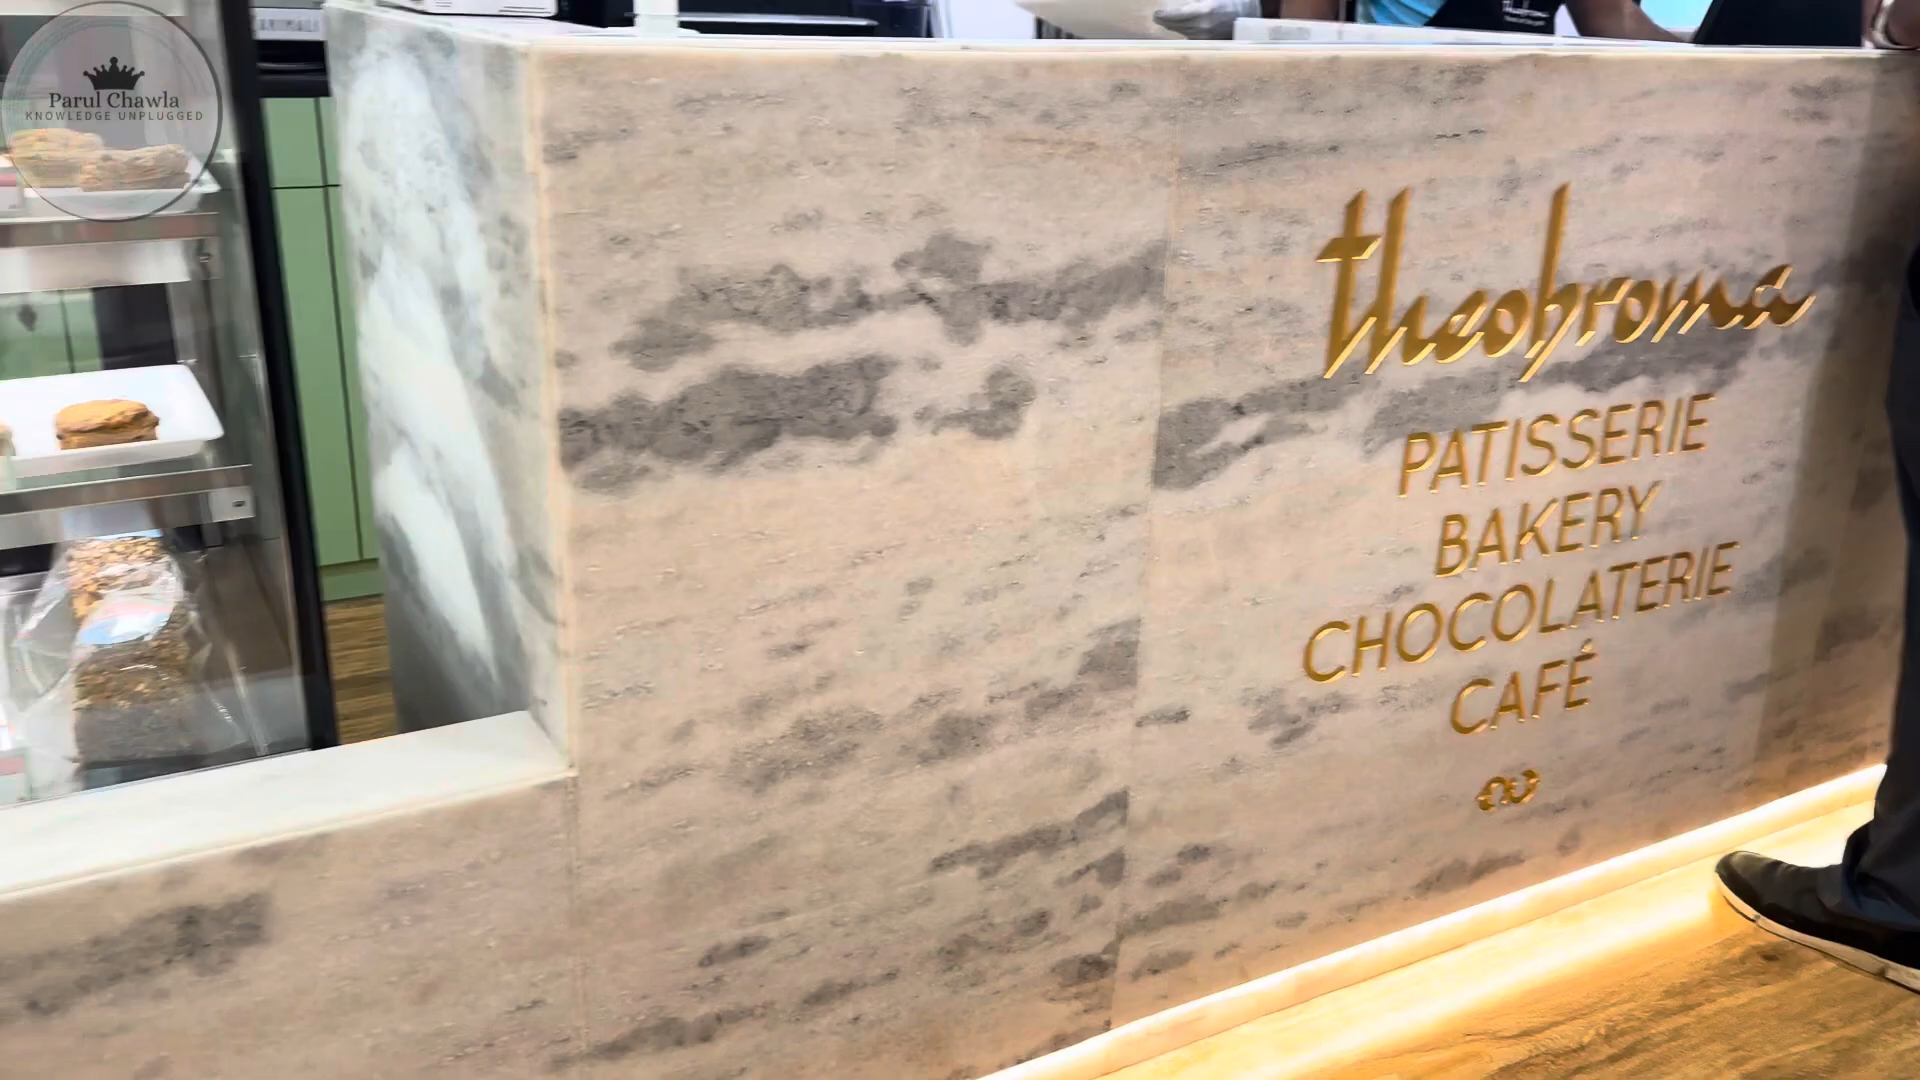 Parul Chawla
KNOWLEDGE UNPLUGGED
theobroma
PATISSERIE
BAKERY
CHOCOLATERIE
CAFÉ